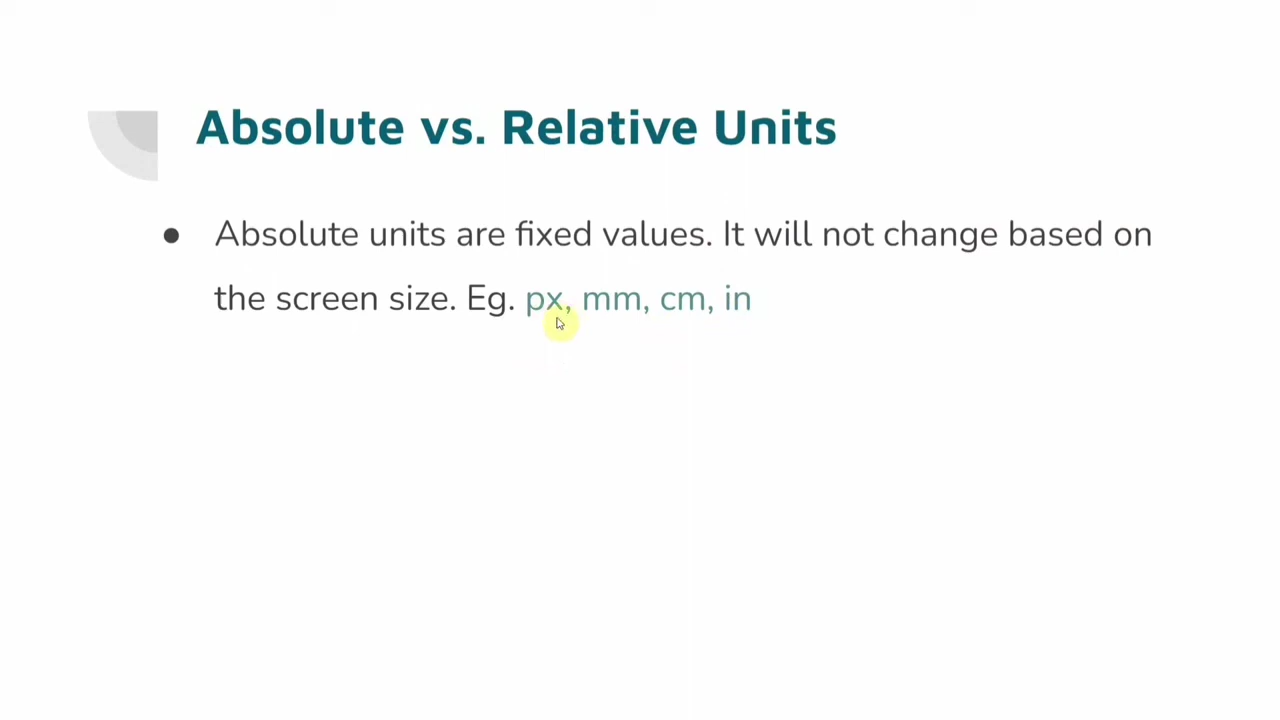 Absolute vs. Relative Units
● Absolute units are fixed values. It will not change based on
the screen size. Eg. px, mm, cm, in